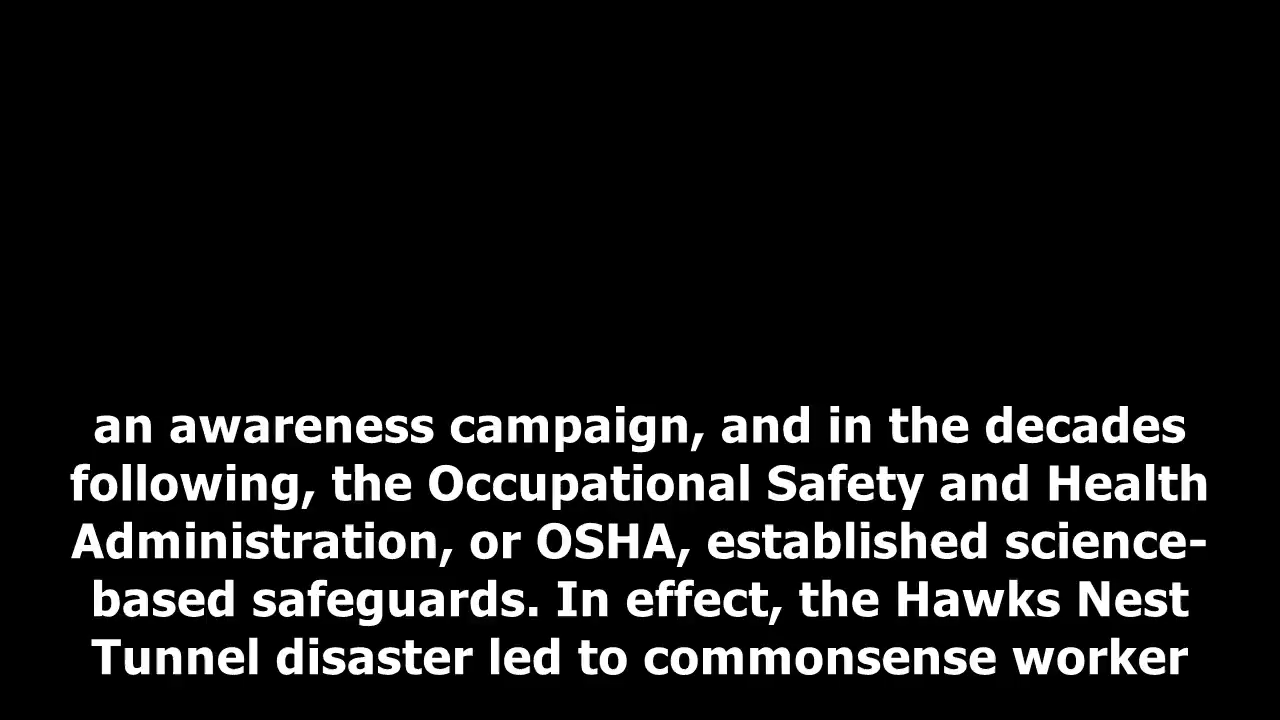 an awareness campaign, and in the decades
following, the Occupational Safety and Health
Administration, or OSHA, established science-
based safeguards. In effect, the Hawks Nest
Tunnel disaster led to commonsense worker